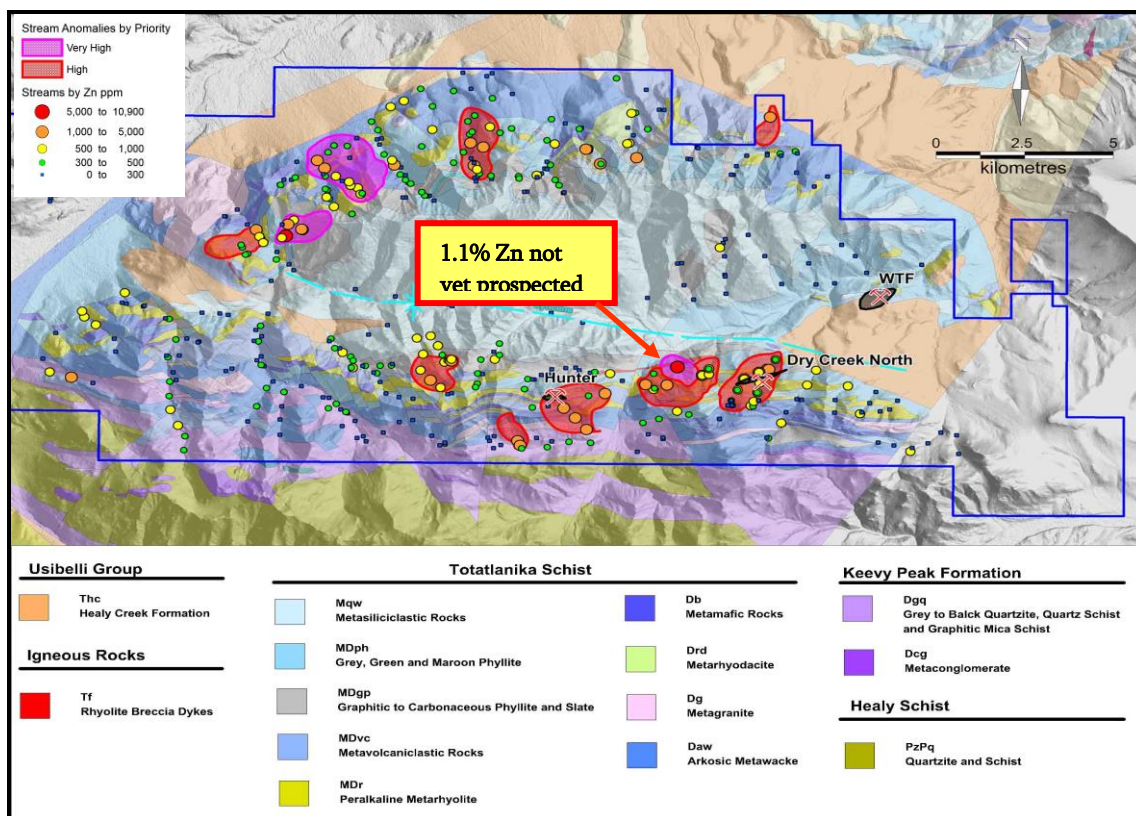 Stream Anomalies by Priority
Very High
High
Streams by Zn ppm
5,000 to 10,900
1,000 to 5,000
500 to 1,000
300 to 500
0 to 300
N
0 2.5 5
kilometres
1.1% Zn not
yet prospected
WTF
Dry Creek North
Hunter
Usibelli Group
Thc
Healy Creek Formation
Igneous Rocks
Tf
Rhyolite Breccia Dykes
Totatlanika Schist
Mqw
Metasiliciclastic Rocks
MDph
Grey, Green and Maroon Phyllite
MDgp
Graphitic to Carbonaceous Phyllite and Slate
MDvc
Metavolcaniclastic Rocks
MDr
Peralkaline Metarhyolite
Db
Metamafic Rocks
Drd
Metarhyodacite
Dg
Metagranite
Daw
Arkosic Metawacke
Keevy Peak Formation
Dgq
Grey to Balck Quartzite, Quartz Schist
and Graphitic Mica Schist
Dcg
Metaconglomerate
Healy Schist
PzPq
Quartzite and Schist